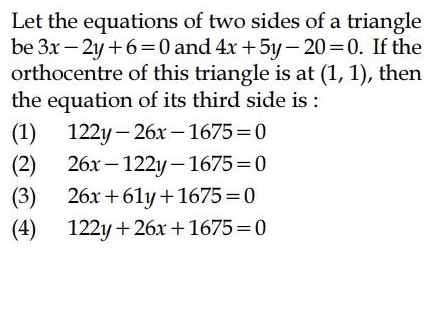 Let the equations of two sides of a triangle
be 3x – 2y + 6 = 0 and 4x + 5y – 20 = 0. If the
orthocentre of this triangle is at (1, 1), then
the equation of its third side is :
(1) 122y – 26x – 1675 = 0
(2) 26x – 122y – 1675 = 0
(3) 26x + 61y + 1675 = 0
(4) 122y + 26x + 1675 = 0